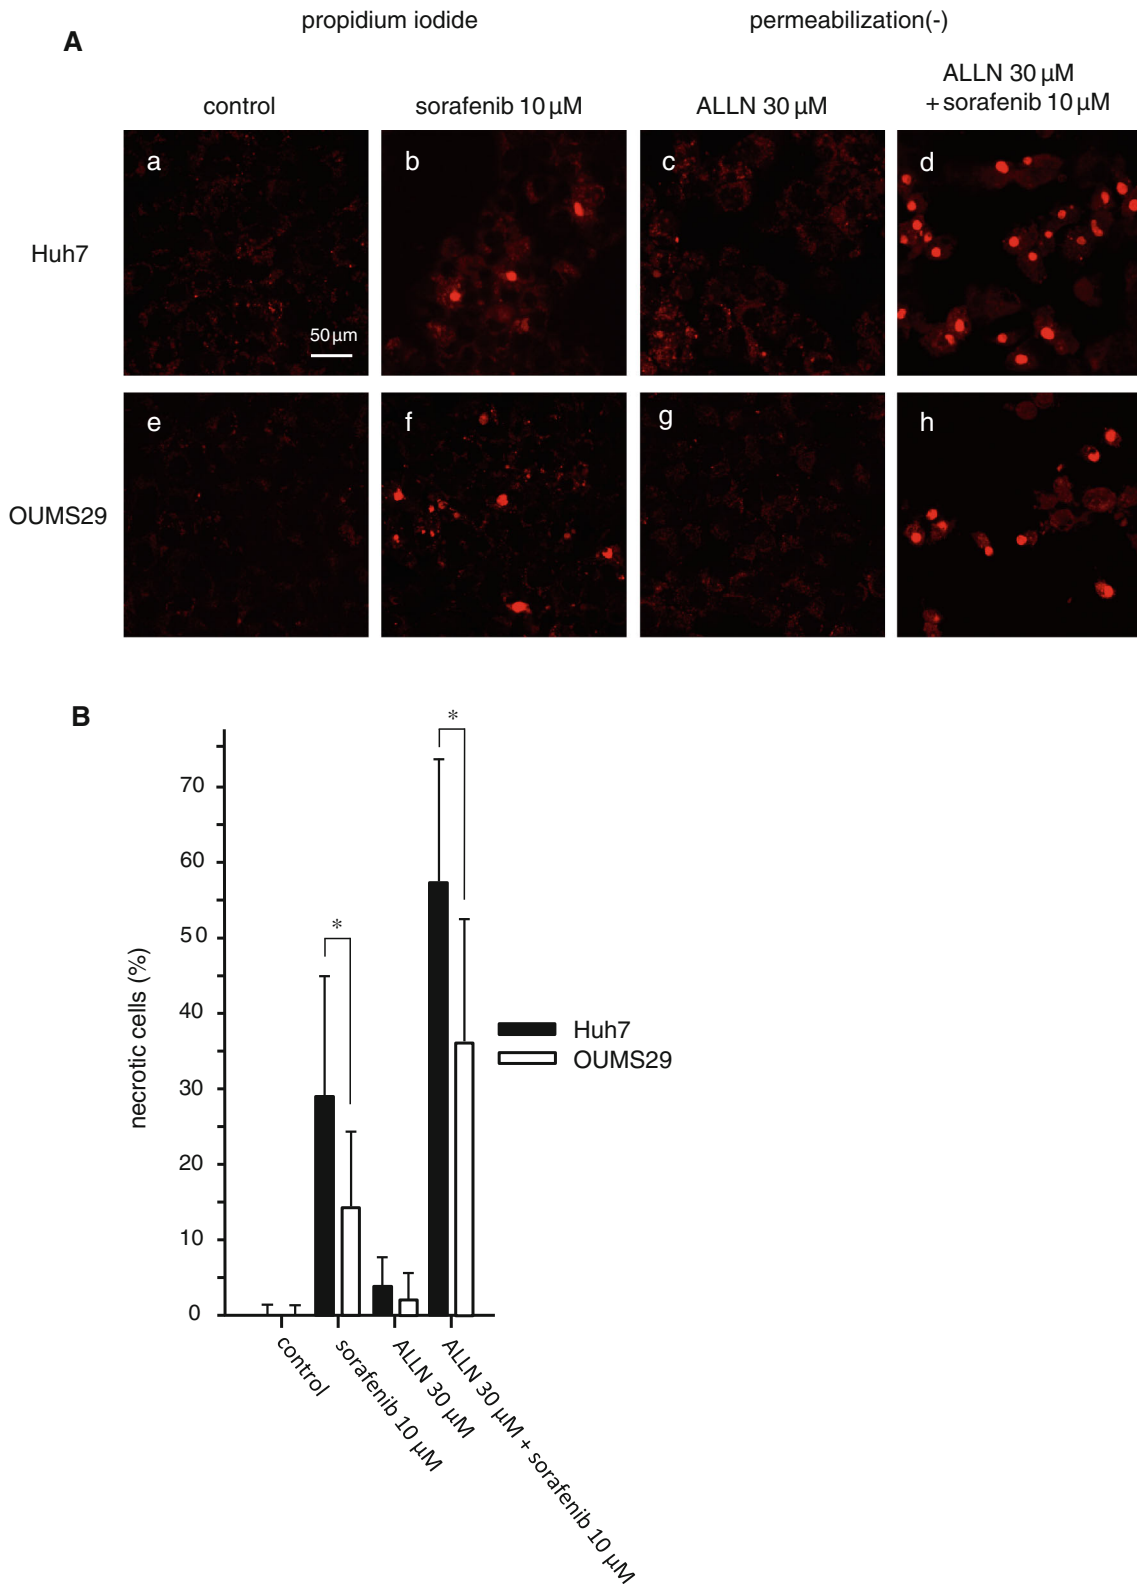 A
propidium iodide
permeabilization(-)
control
sorafenib 10 µM
ALLN 30 µM
ALLN 30 µM
+ sorafenib 10 µM
Huh7
a
b
c
d
50 µm
OUMS29
e
f
g
h
B
*
*
necrotic cells (%)
70
60
50
40
30
20
10
0
Huh7
OUMS29
control
sorafenib 10 µM
ALLN 30 µM
ALLN 30 µM + sorafenib 10 µM